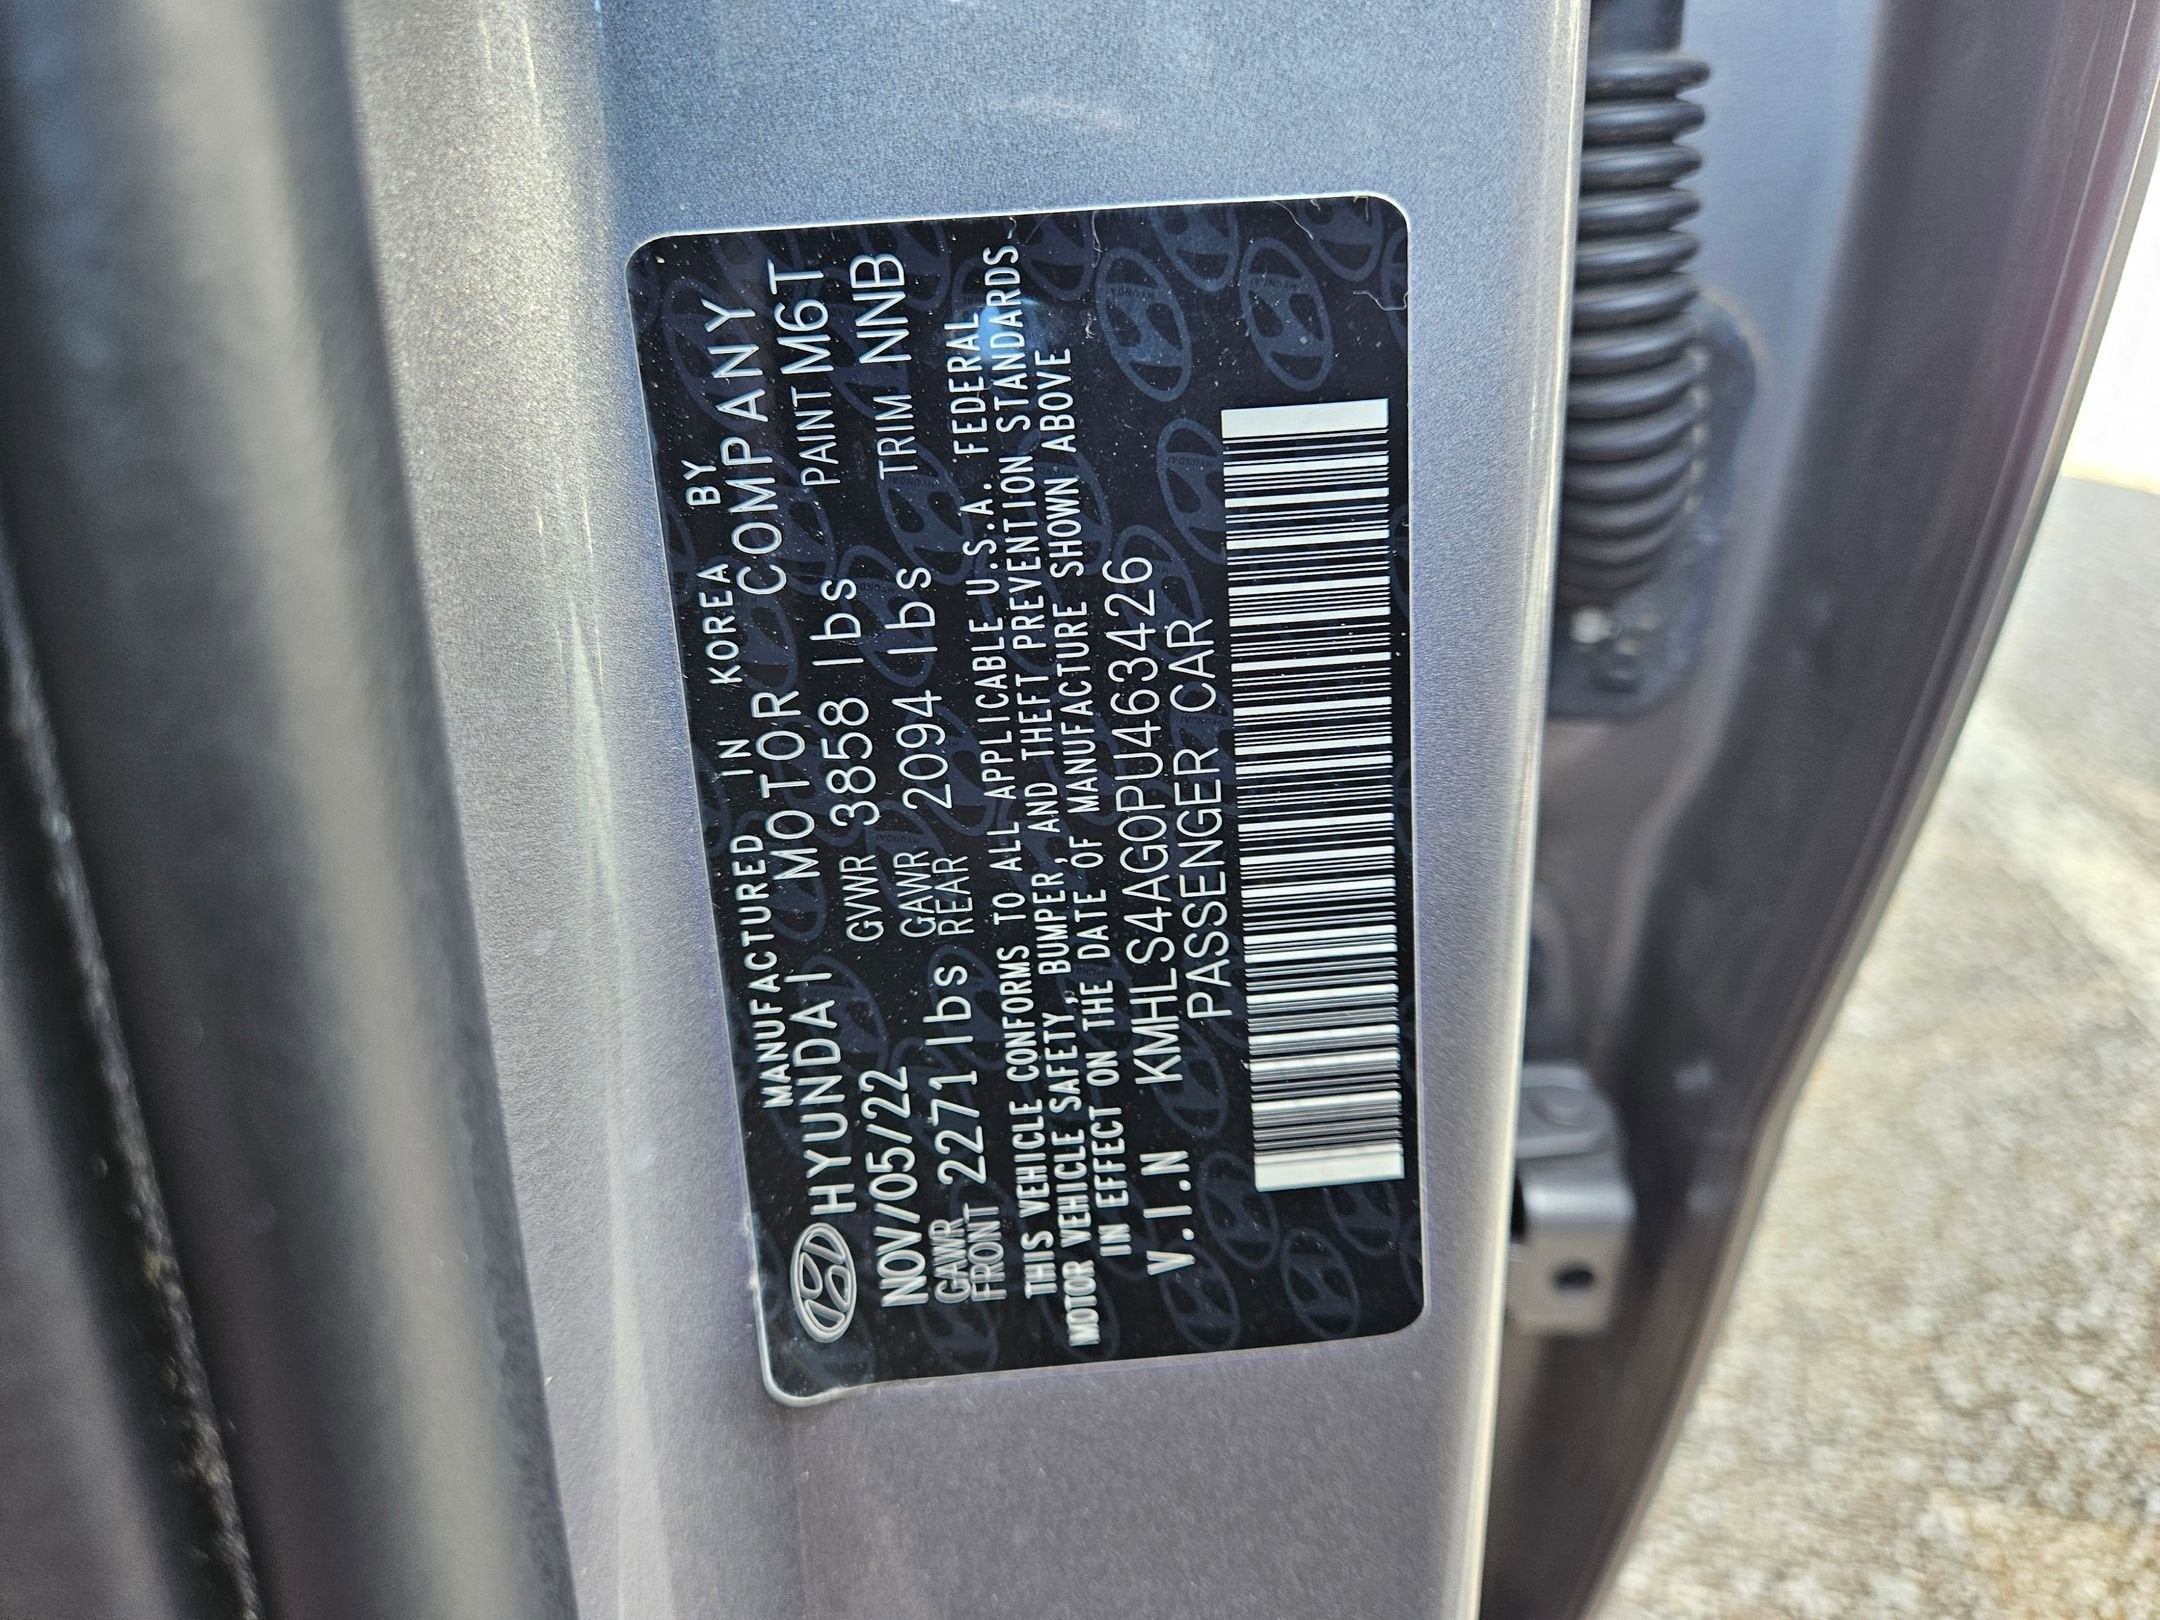 MANUFACTURED IN KOREA BY
HYUNDAI MOTOR COMPANY
NOV/05/22 GVWR 3858 lbs PAINT M6T
GAWR FRONT 2271 lbs GAWR REAR 2094 lbs TRIM NNB
THIS VEHICLE CONFORMS TO ALL APPLICABLE U.S.A. FEDERAL
MOTOR VEHICLE SAFETY, BUMPER, AND THEFT PREVENTION STANDARDS
IN EFFECT ON THE DATE OF MANUFACTURE SHOWN ABOVE
V.I.N KMHLS4AG0PU463426
PASSENGER CAR